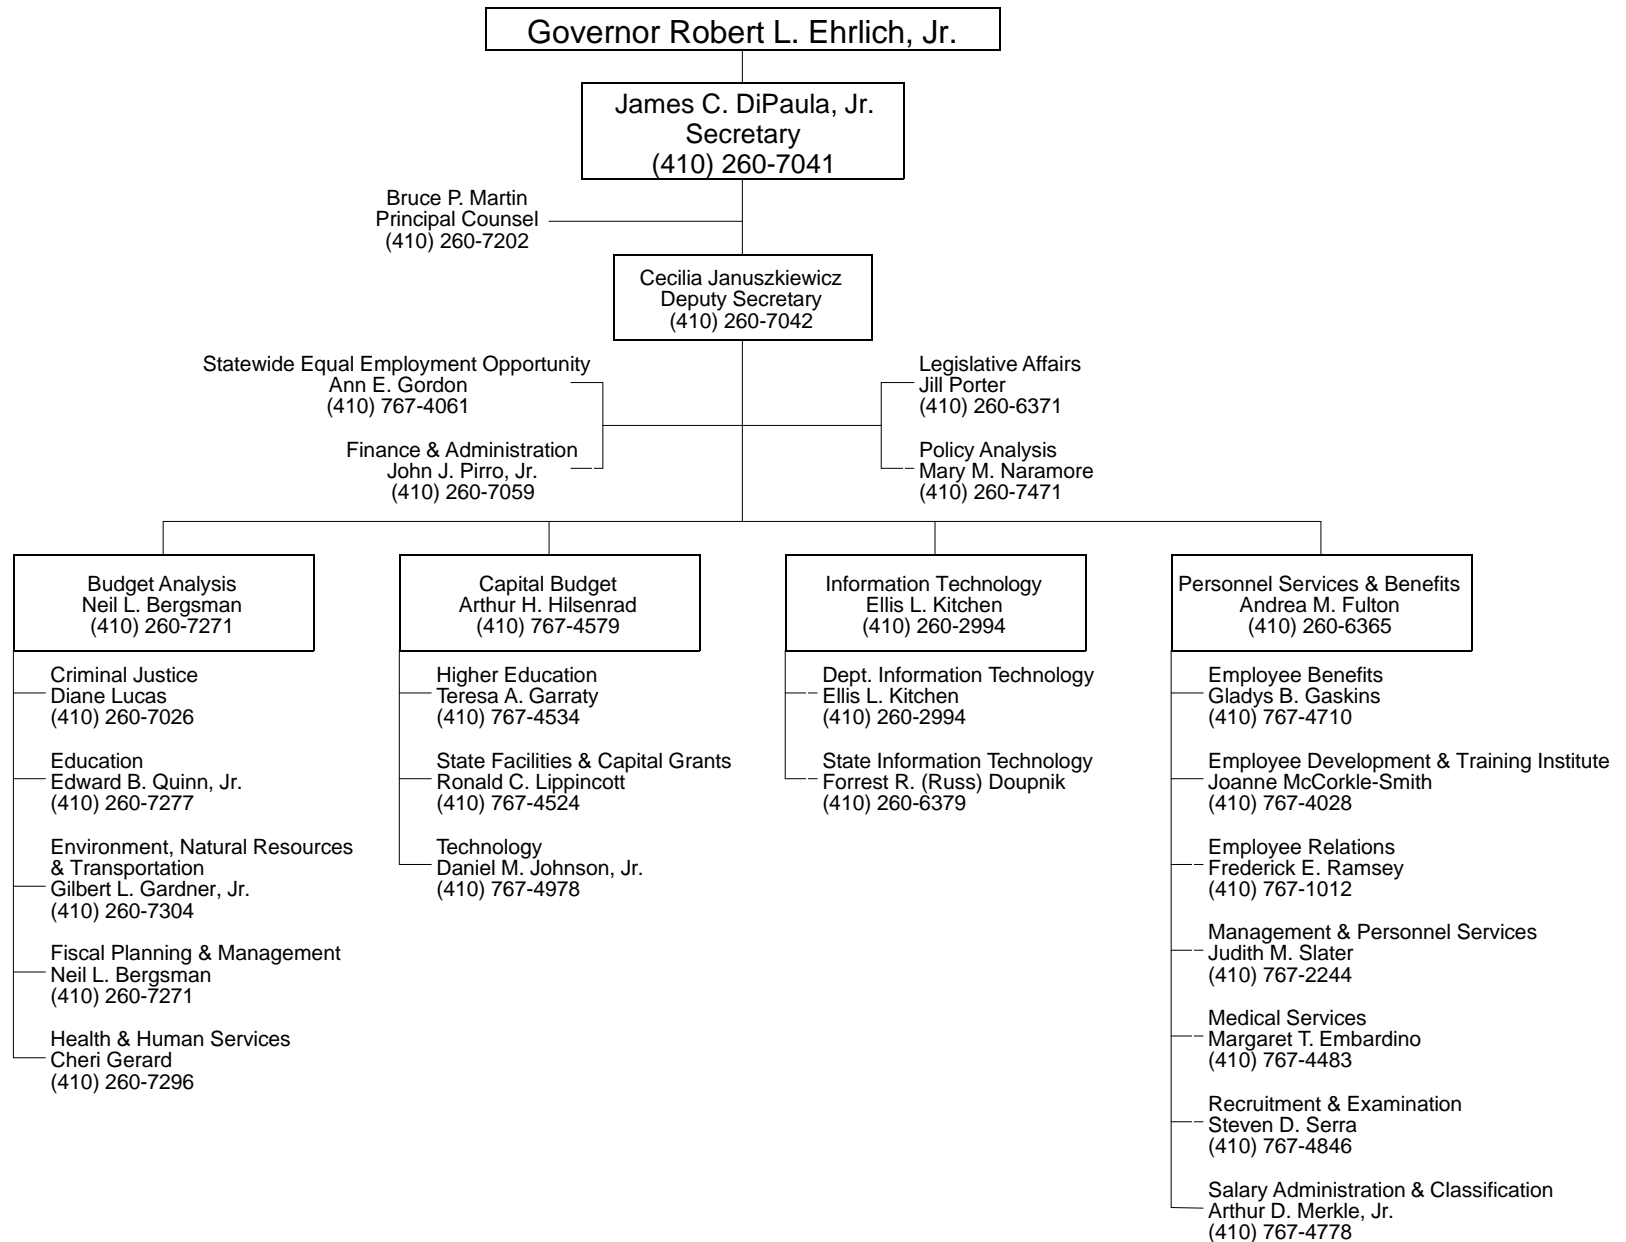 Governor Robert L. Ehrlich, Jr.
James C. DiPaula, Jr.
Secretary
(410) 260-7041
Bruce P. Martin
Principal Counsel
(410) 260-7202
Cecilia Januszkiewicz
Deputy Secretary
(410) 260-7042
Statewide Equal Employment Opportunity
Ann E. Gordon
(410) 767-4061
Finance & Administration
John J. Pirro, Jr.
(410) 260-7059
Legislative Affairs
Jill Porter
(410) 260-6371
Policy Analysis
Mary M. Naramore
(410) 260-7471
Budget Analysis
Neil L. Bergsman
(410) 260-7271
Criminal Justice
Diane Lucas
(410) 260-7026
Education
Edward B. Quinn, Jr.
(410) 260-7277
Environment, Natural Resources
& Transportation
Gilbert L. Gardner, Jr.
(410) 260-7304
Fiscal Planning & Management
Neil L. Bergsman
(410) 260-7271
Health & Human Services
Cheri Gerard
(410) 260-7296
Capital Budget
Arthur H. Hilsenrad
(410) 767-4579
Higher Education
Teresa A. Garraty
(410) 767-4534
State Facilities & Capital Grants
Ronald C. Lippincott
(410) 767-4524
Technology
Daniel M. Johnson, Jr.
(410) 767-4978
Information Technology
Ellis L. Kitchen
(410) 260-2994
Dept. Information Technology
Ellis L. Kitchen
(410) 260-2994
State Information Technology
Forrest R. (Russ) Doupnik
(410) 260-6379
Personnel Services & Benefits
Andrea M. Fulton
(410) 260-6365
Employee Benefits
Gladys B. Gaskins
(410) 767-4710
Employee Development & Training Institute
Joanne McCorkle-Smith
(410) 767-4028
Employee Relations
Frederick E. Ramsey
(410) 767-1012
Management & Personnel Services
Judith M. Slater
(410) 767-2244
Medical Services
Margaret T. Embardino
(410) 767-4483
Recruitment & Examination
Steven D. Serra
(410) 767-4846
Salary Administration & Classification
Arthur D. Merkle, Jr.
(410) 767-4778